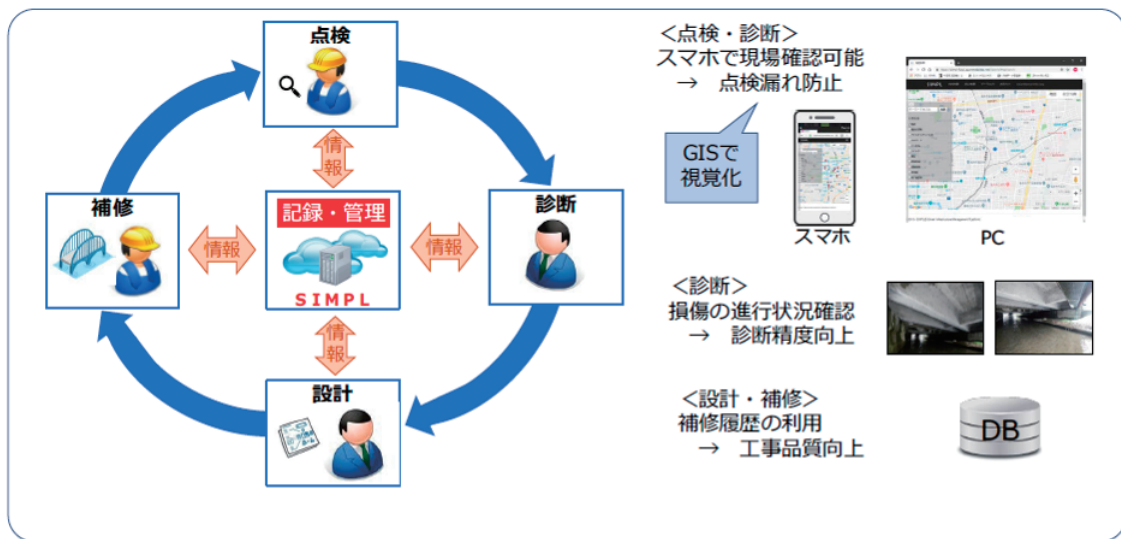 点検
情報
補修
情報
記録・管理
SIMPL
情報
診断
情報
設計
＜点検・診断＞
スマホで現場確認可能
→　点検漏れ防止
GISで
視覚化
スマホ
PC
＜診断＞
損傷の進行状況確認
→　診断精度向上
＜設計・補修＞
補修履歴の利用
→　工事品質向上
DB